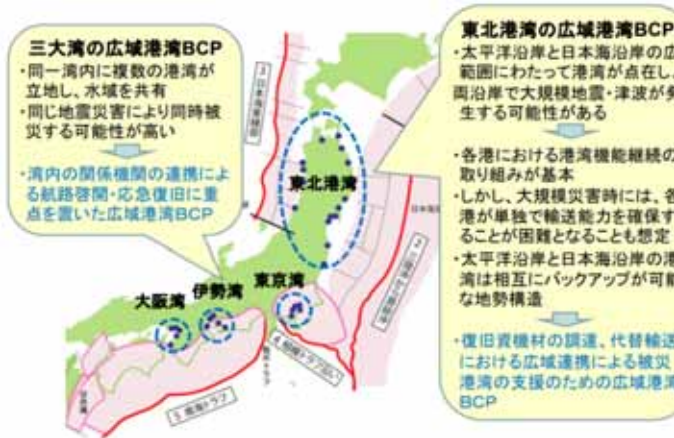 三大湾の広域港湾BCP
・同一湾内に複数の港湾が
立地し、水域を共有
・同じ地震災害により同時被
災する可能性が高い
・湾内の関係機関の連携によ
る航路啓開・応急復旧に重
点を置いた広域港湾BCP
東北港湾の広域港湾BCP
・太平洋沿岸と日本海沿岸の広
範囲にわたって港湾が点在し、
両沿岸で大規模地震・津波が発
生する可能性がある
・各港における港湾機能継続の
取り組みが基本
・しかし、大規模災害時には、各
港が単独で輸送能力を確保す
ることが困難となることも想定
・太平洋沿岸と日本海沿岸の港
湾は相互にバックアップが可能
な地勢構造
・復旧資機材の調達、代替輸送
における広域連携による被災
港湾の支援のための広域港湾
BCP
東北港湾
東京湾
伊勢湾
大阪湾
5 南海トラフ